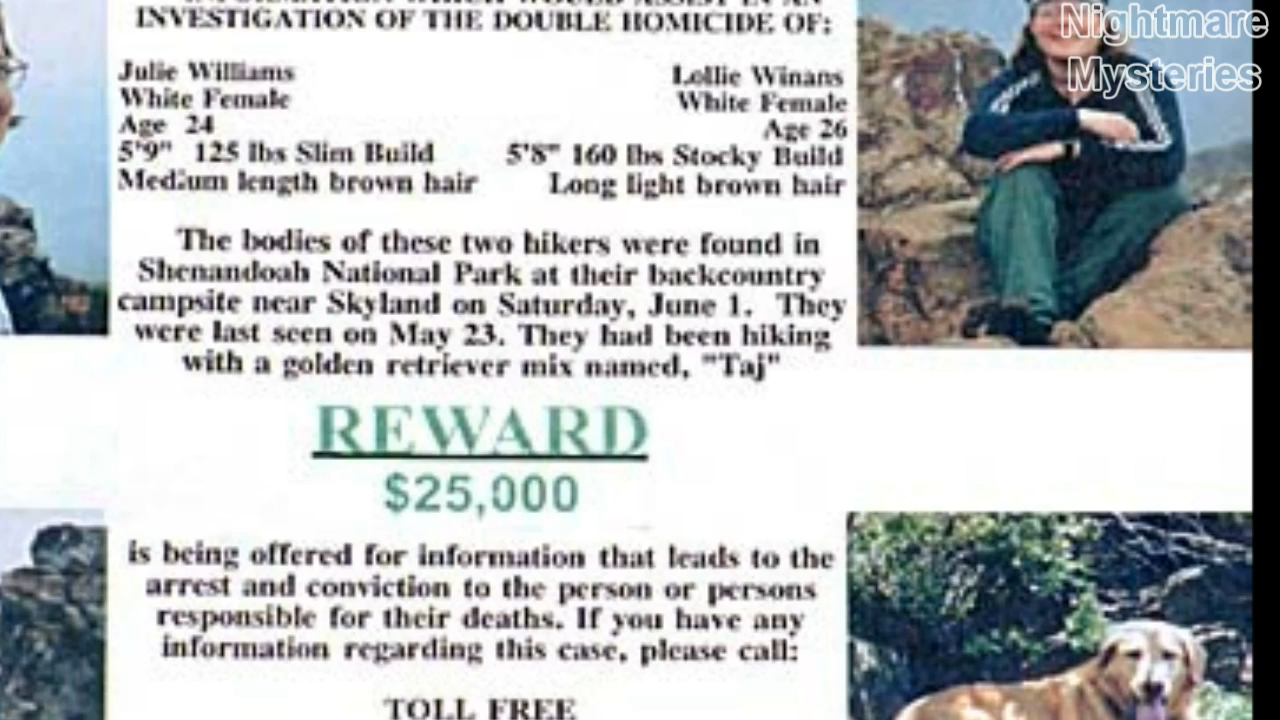 INFORMATION WHICH WOULD ASSIST IN AN
INVESTIGATION OF THE DOUBLE HOMICIDE OF:
Nightmare
Mysteries
Julie Williams
White Female
Age 24
5'9" 125 lbs Slim Build
Medium length brown hair
Lollie Winans
White Female
Age 26
5'8" 160 lbs Stocky Build
Long light brown hair
The bodies of these two hikers were found in
Shenandoah National Park at their backcountry
campsite near Skyland on Saturday, June 1. They
were last seen on May 23. They had been hiking
with a golden retriever mix named, "Taj"
REWARD
$25,000
is being offered for information that leads to the
arrest and conviction to the person or persons
responsible for their deaths. If you have any
information regarding this case, please call:
TOLL FREE